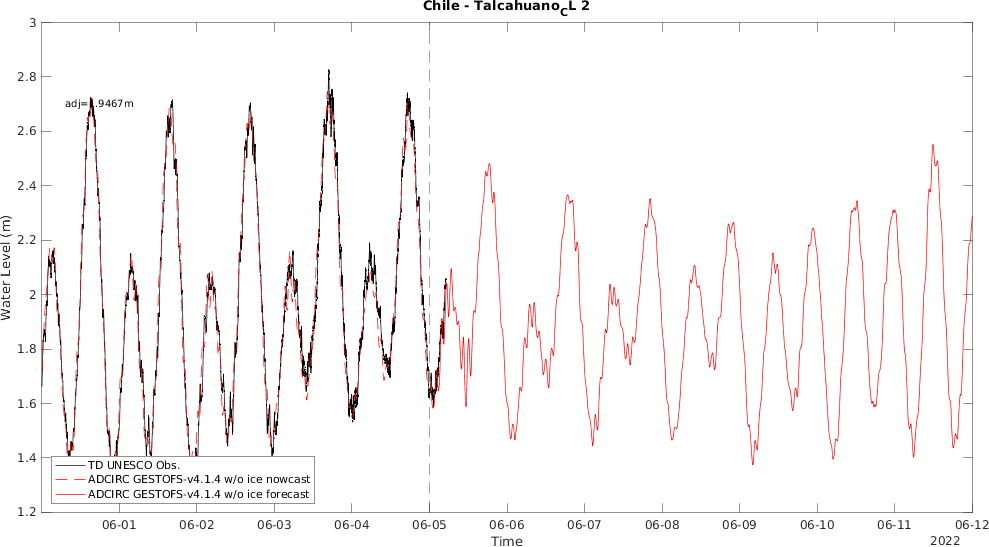 Chile - TalcahuanoCL 2
adj=1.9467m
Water Level (m)
3
2.8
2.6
2.4
2.2
2
1.8
1.6
1.4
1.2
TD UNESCO Obs.
ADCIRC GESTOFS-v4.1.4 w/o ice nowcast
ADCIRC GESTOFS-v4.1.4 w/o ice forecast
06-01 06-02 06-03 06-04 06-05 06-06 06-07 06-08 06-09 06-10 06-11 06-12
Time
2022